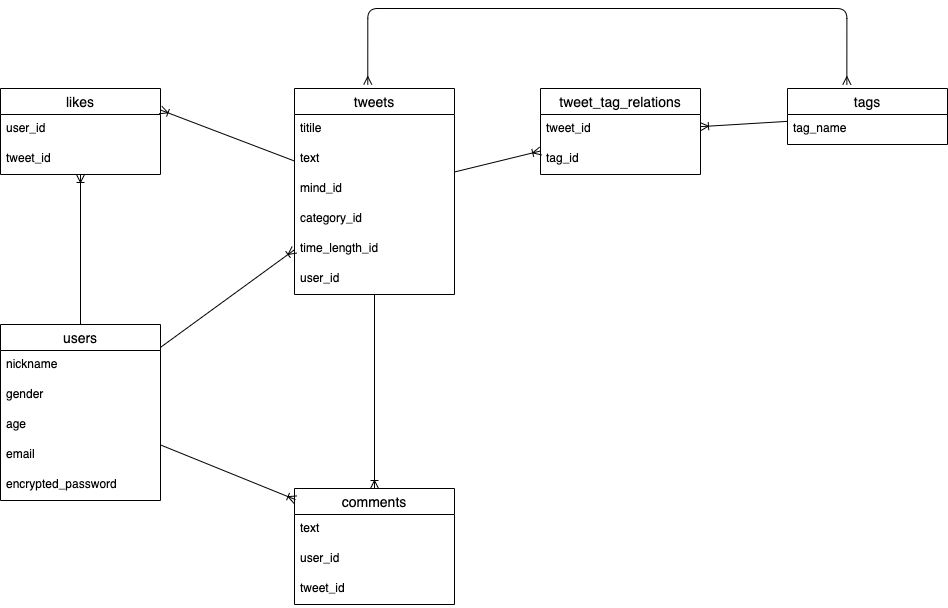 likes
user_id
tweet_id
tweets
titile
text
mind_id
category_id
time_length_id
user_id
tweet_tag_relations
tweet_id
tag_id
tags
tag_name
users
nickname
gender
age
email
encrypted_password
comments
text
user_id
tweet_id